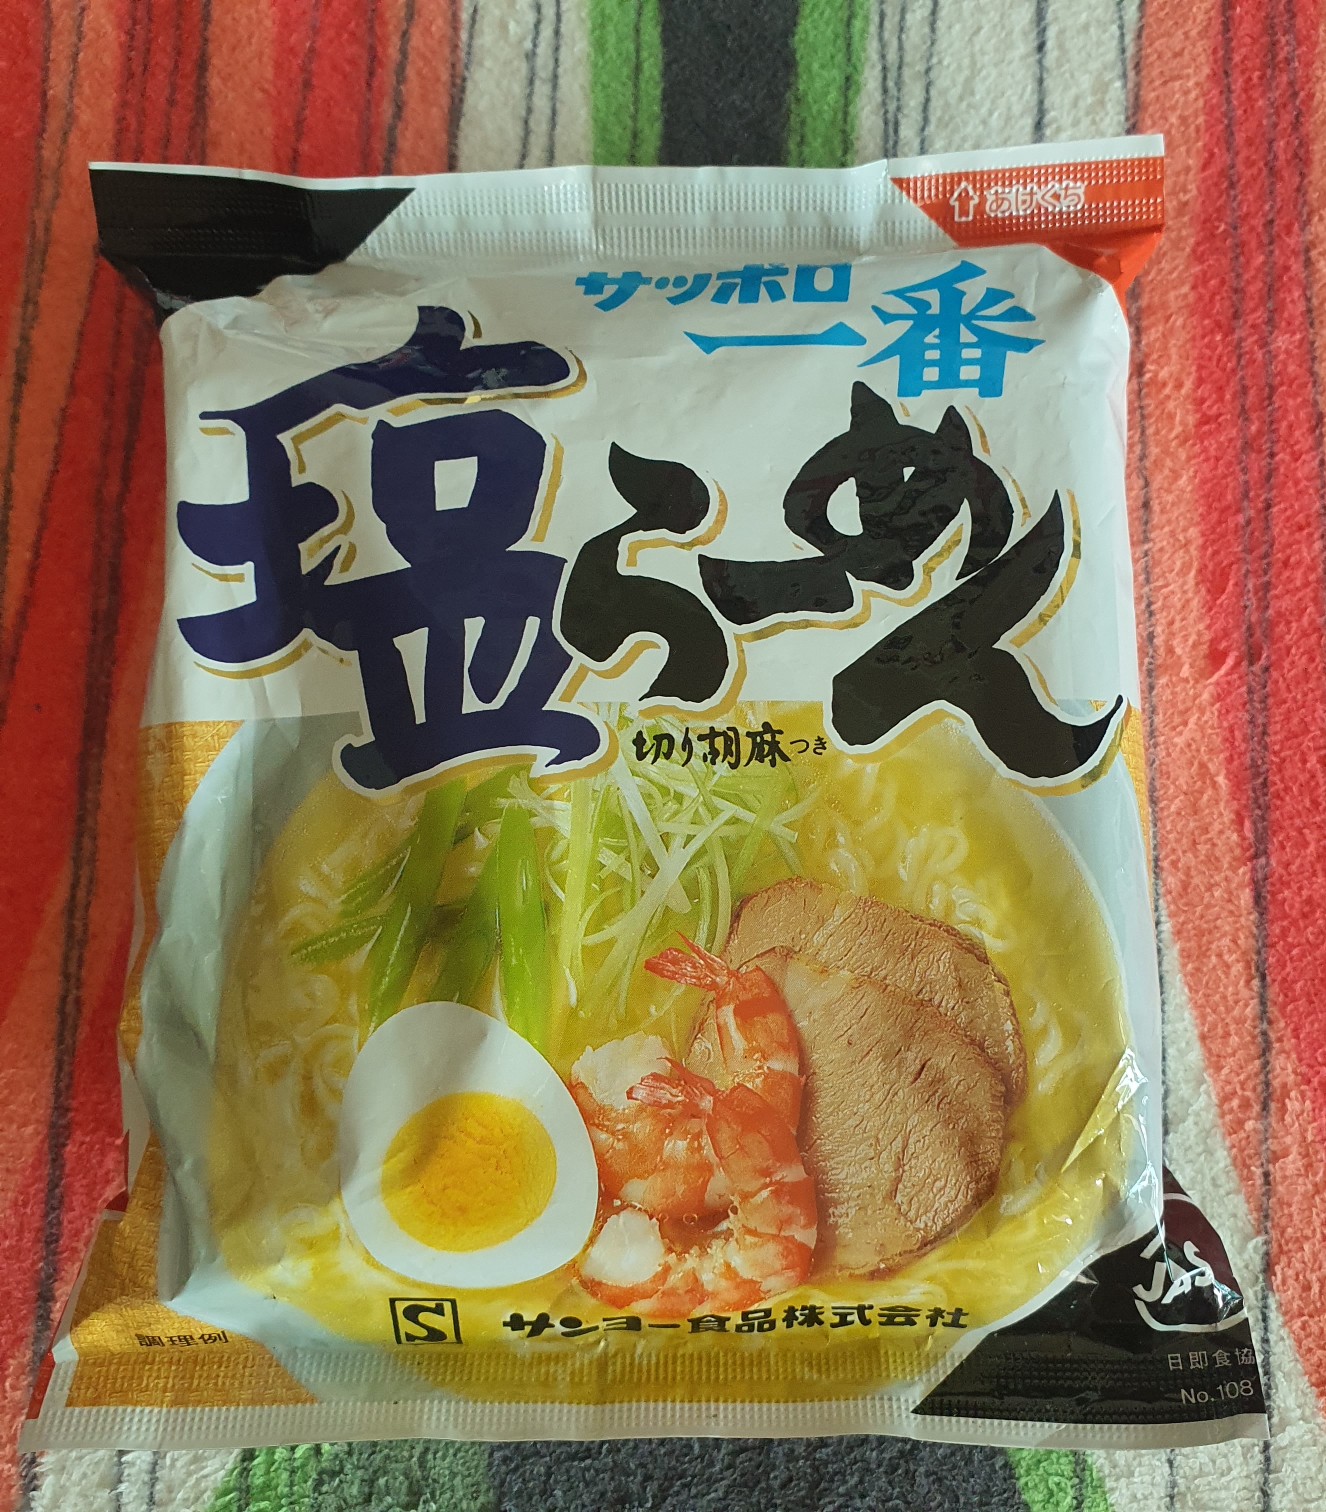 あけくち
サッポロ
一番
塩らーめん
切り胡麻つき
S サンヨー食品株式会社
調理例
JAS
日即食協
No.108